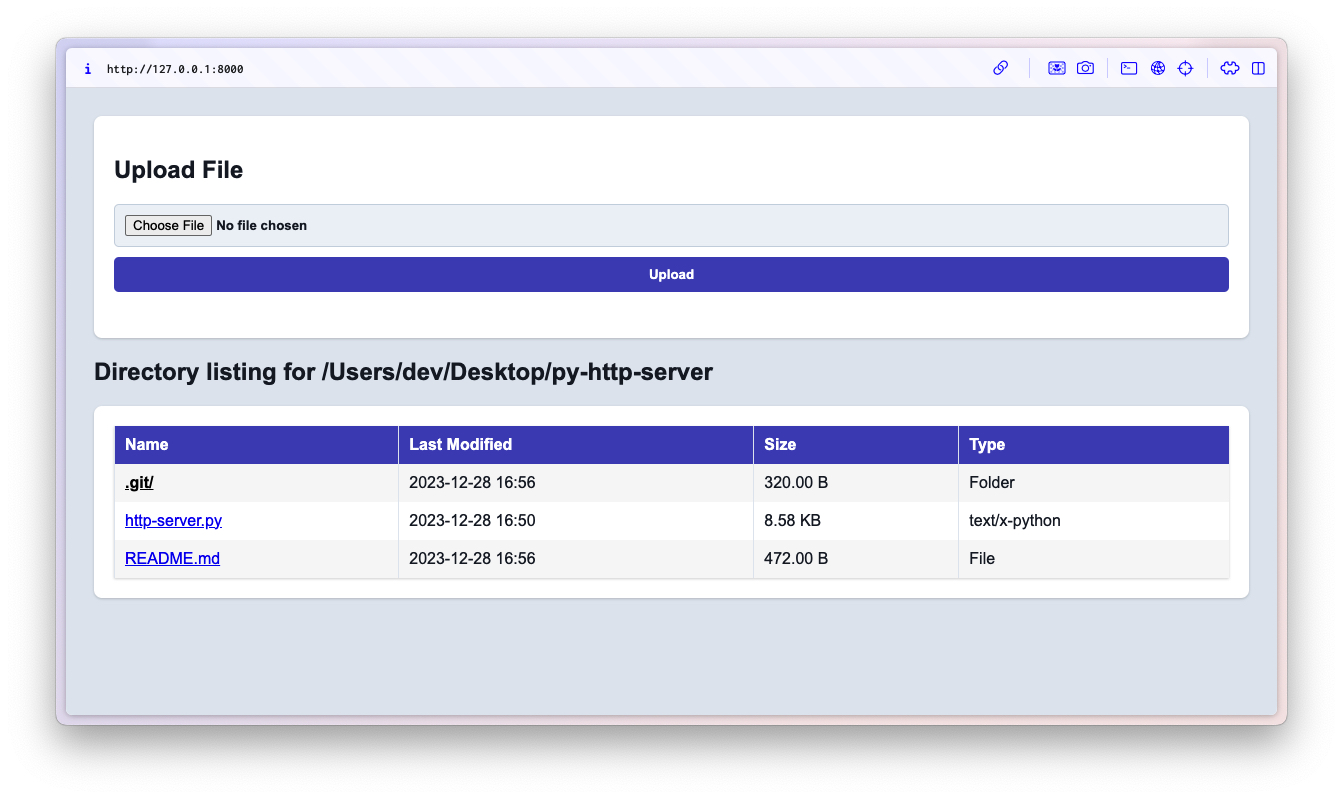 i http://127.0.0.1:8000
Upload File
Choose File No file chosen
Upload
Directory listing for /Users/dev/Desktop/py-http-server
Name Last Modified Size Type
.git/ 2023-12-28 16:56 320.00 B Folder
http-server.py 2023-12-28 16:50 8.58 KB text/x-python
README.md 2023-12-28 16:56 472.00 B File